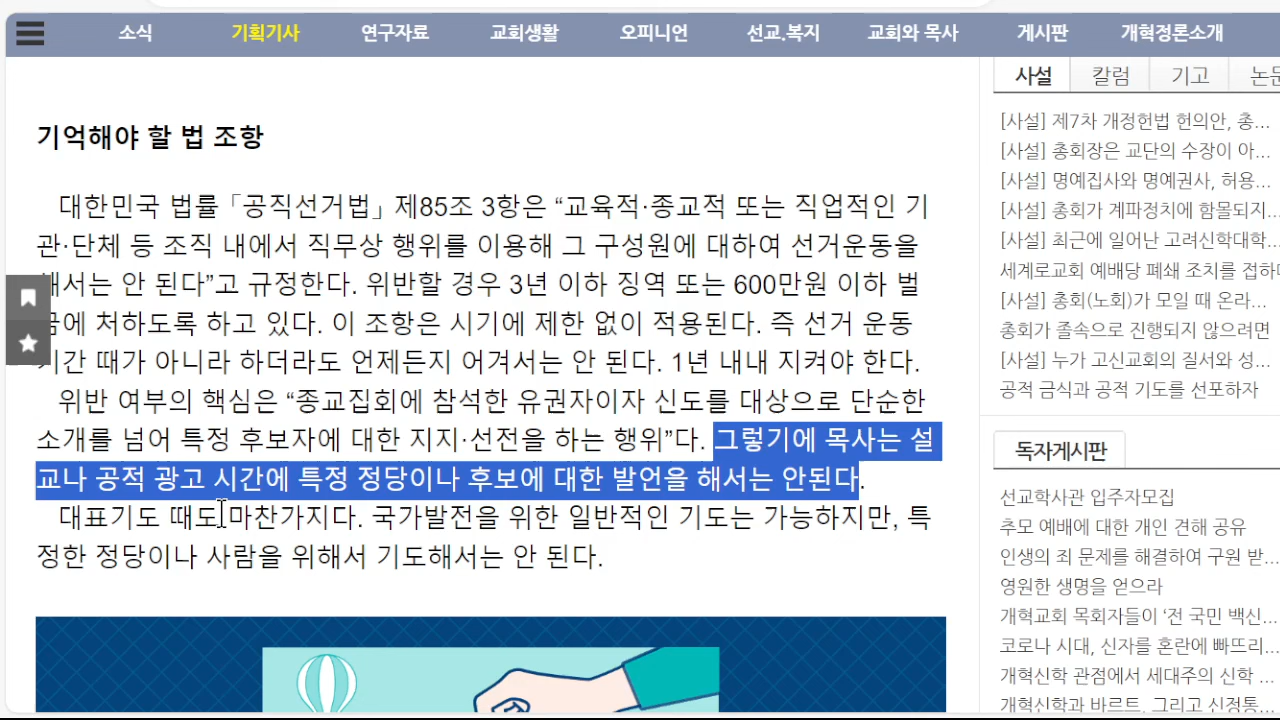 소식 기획기사 연구자료 교회생활 오피니언 선교.복지 교회와 목사 게시판 개혁정론소개
기억해야 할 법 조항
대한민국 법률 「공직선거법」 제85조 3항은 “교육적·종교적 또는 직업적인 기
관·단체 등 조직 내에서 직무상 행위를 이용해 그 구성원에 대하여 선거운동을
해서는 안 된다”고 규정한다. 위반할 경우 3년 이하 징역 또는 600만원 이하 벌
금에 처하도록 하고 있다. 이 조항은 시기에 제한 없이 적용된다. 즉 선거 운동
기간 때가 아니라 하더라도 언제든지 어겨서는 안 된다. 1년 내내 지켜야 한다.
위반 여부의 핵심은 “종교집회에 참석한 유권자이자 신도를 대상으로 단순한
소개를 넘어 특정 후보자에 대한 지지·선전을 하는 행위”다. 그렇기에 목사는 설
교나 공적 광고 시간에 특정 정당이나 후보에 대한 발언을 해서는 안된다.
대표기도 때도 마찬가지다. 국가발전을 위한 일반적인 기도는 가능하지만, 특
정한 정당이나 사람을 위해서 기도해서는 안 된다.
사설 칼럼 기고 논문
[사설] 제7차 개정헌법 헌의안, 총...
[사설] 총회장은 교단의 수장이 아...
[사설] 명예집사와 명예권사, 허용...
[사설] 총회가 계파정치에 함몰되지...
[사설] 최근에 일어난 고려신학대학...
세계로교회 예배당 폐쇄 조치를 접하며
[사설] 총회(노회)가 모일 때 온라...
총회가 졸속으로 진행되지 않으려면
[사설] 누가 고신교회의 질서와 성...
공적 금식과 공적 기도를 선포하자
독자게시판
선교학사관 입주자모집
추모 예배에 대한 개인 견해 공유
인생의 죄 문제를 해결하여 구원 받...
영원한 생명을 얻으라
개혁교회 목회자들이 ‘전 국민 백신...
코로나 시대, 신자를 혼란에 빠뜨리...
개혁신학 관점에서 세대주의 신학 ...
개혁신학과 바르트, 그리고 신정통...